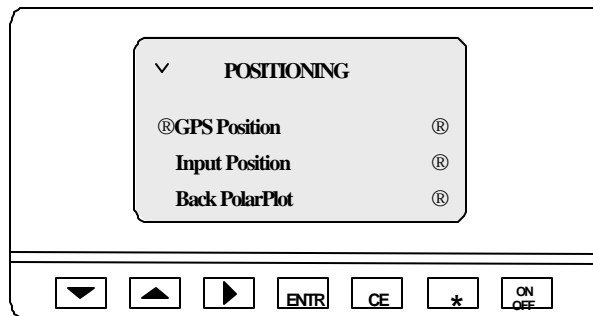 POSITIONING
®GPS Position ®
Input Position ®
Back PolarPlot ®
ENTR CE * ON
OFF